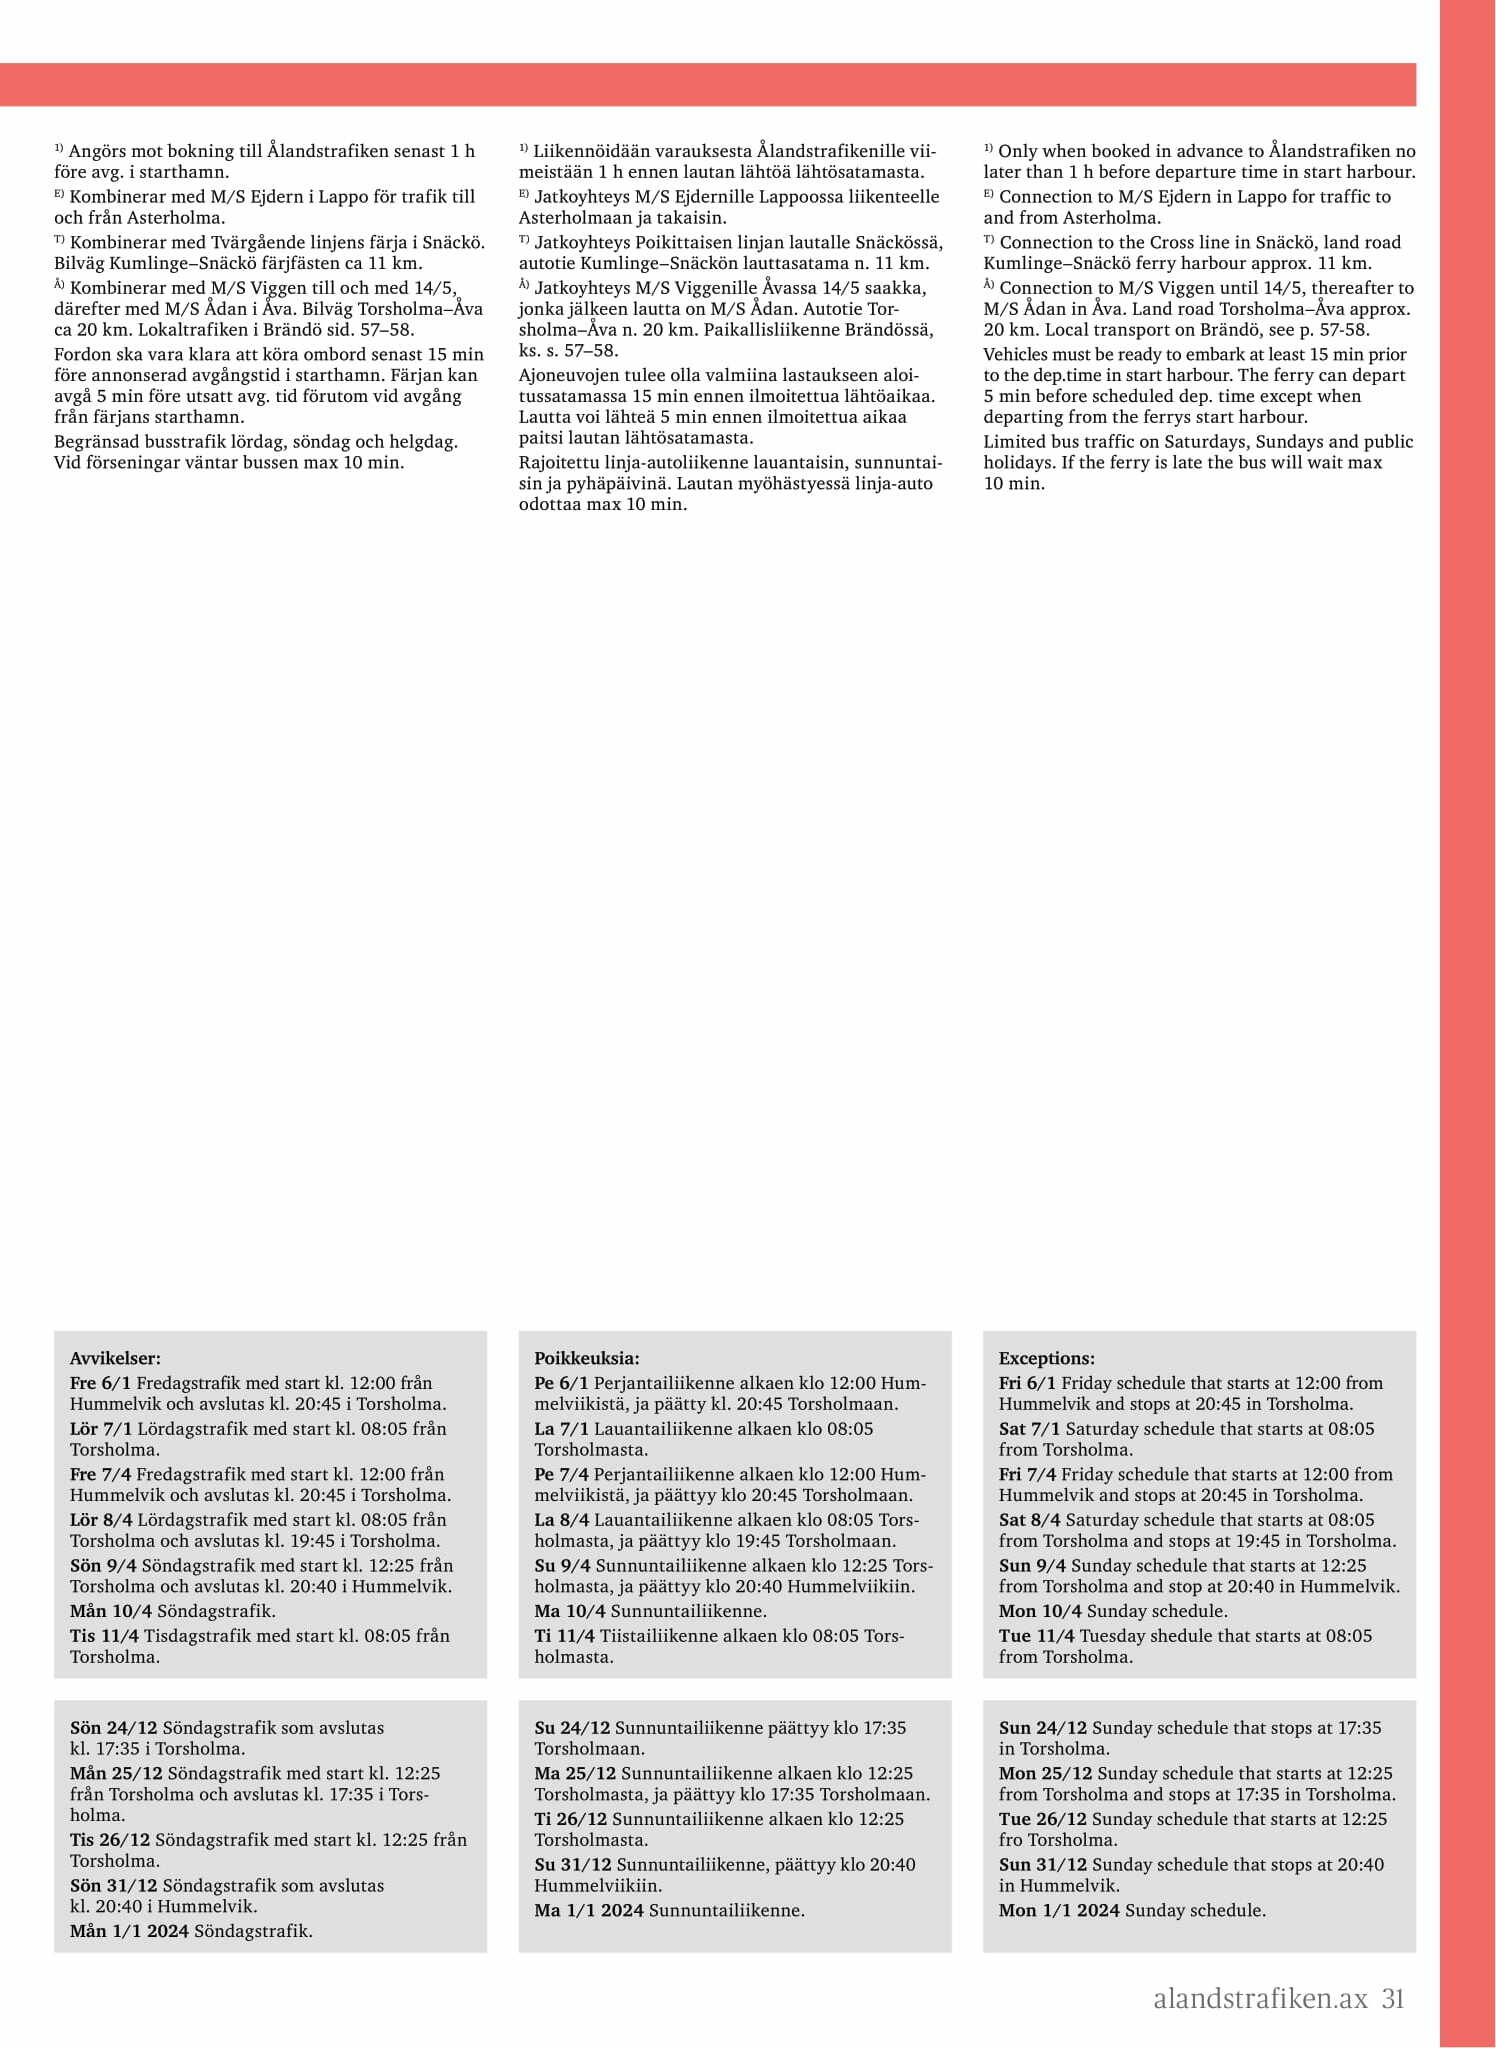 1) Angörs mot bokning till Ålandstrafiken senast 1 h
före avg. i starthamn.
E) Kombinerar med M/S Ejdern i Lappo för trafik till
och från Asterholma.
T) Kombinerar med Tvärgående linjens färja i Snäckö.
Bilväg Kumlinge–Snäckö färjfästen ca 11 km.
Å) Kombinerar med M/S Viggen till och med 14/5,
därefter med M/S Ådan i Åva. Bilväg Torsholma–Åva
ca 20 km. Lokaltrafiken i Brändö sid. 57–58.
Fordon ska vara klara att köra ombord senast 15 min
före annonserad avgångstid i starthamn. Färjan kan
avgå 5 min före utsatt avg. tid förutom vid avgång
från färjans starthamn.
Begränsad busstrafik lördag, söndag och helgdag.
Vid förseningar väntar bussen max 10 min.
1) Liikennöidään varauksesta Ålandstrafikenille vii-
meistään 1 h ennen lautan lähtöä lähtösatamasta.
E) Jatkoyhteys M/S Ejdernille Lappoossa liikenteelle
Asterholmaan ja takaisin.
T) Jatkoyhteys Poikittaisen linjan lautalle Snäckössä,
autotie Kumlinge–Snäckön lauttasatama n. 11 km.
Å) Jatkoyhteys M/S Viggenille Åvassa 14/5 saakka,
jonka jälkeen lautta on M/S Ådan. Autotie Tor-
sholma–Åva n. 20 km. Paikallisliikenne Brändössä,
ks. s. 57–58.
Ajoneuvojen tulee olla valmiina lastaukseen aloi-
tussatamassa 15 min ennen ilmoitettua lähtöaikaa.
Lautta voi lähteä 5 min ennen ilmoitettua aikaa
paitsi lautan lähtösatamasta.
Rajoitettu linja-autoliikenne lauantaisin, sunnuntai-
sin ja pyhäpäivinä. Lautan myöhästyessä linja-auto
odottaa max 10 min.
1) Only when booked in advance to Ålandstrafiken no
later than 1 h before departure time in start harbour.
E) Connection to M/S Ejdern in Lappo for traffic to
and from Asterholma.
T) Connection to the Cross line in Snäckö, land road
Kumlinge–Snäckö ferry harbour approx. 11 km.
Å) Connection to M/S Viggen until 14/5, thereafter to
M/S Ådan in Åva. Land road Torsholma–Åva approx.
20 km. Local transport on Brändö, see p. 57-58.
Vehicles must be ready to embark at least 15 min prior
to the dep.time in start harbour. The ferry can depart
5 min before scheduled dep. time except when
departing from the ferrys start harbour.
Limited bus traffic on Saturdays, Sundays and public
holidays. If the ferry is late the bus will wait max
10 min.
Avvikelser:
Fre 6/1 Fredagstrafik med start kl. 12:00 från
Hummelvik och avslutas kl. 20:45 i Torsholma.
Lör 7/1 Lördagstrafik med start kl. 08:05 från
Torsholma.
Fre 7/4 Fredagstrafik med start kl. 12:00 från
Hummelvik och avslutas kl. 20:45 i Torsholma.
Lör 8/4 Lördagstrafik med start kl. 08:05 från
Torsholma och avslutas kl. 19:45 i Torsholma.
Sön 9/4 Söndagstrafik med start kl. 12:25 från
Torsholma och avslutas kl. 20:40 i Hummelvik.
Mån 10/4 Söndagstrafik.
Tis 11/4 Tisdagstrafik med start kl. 08:05 från
Torsholma.
Poikkeuksia:
Pe 6/1 Perjantailiikenne alkaen klo 12:00 Hum-
melviikistä, ja päätty kl. 20:45 Torsholmaan.
La 7/1 Lauantailiikenne alkaen klo 08:05
Torsholmasta.
Pe 7/4 Perjantailiikenne alkaen klo 12:00 Hum-
melviikistä, ja päättyy klo 20:45 Torsholmaan.
La 8/4 Lauantailiikenne alkaen klo 08:05 Tors-
holmasta, ja päättyy klo 19:45 Torsholmaan.
Su 9/4 Sunnuntailiikenne alkaen klo 12:25 Tors-
holmasta, ja päättyy klo 20:40 Hummelviikiin.
Ma 10/4 Sunnuntailiikenne.
Ti 11/4 Tiistailiikenne alkaen klo 08:05 Tors-
holmasta.
Exceptions:
Fri 6/1 Friday schedule that starts at 12:00 from
Hummelvik and stops at 20:45 in Torsholma.
Sat 7/1 Saturday schedule that starts at 08:05
from Torsholma.
Fri 7/4 Friday schedule that starts at 12:00 from
Hummelvik and stops at 20:45 in Torsholma.
Sat 8/4 Saturday schedule that starts at 08:05
from Torsholma and stops at 19:45 in Torsholma.
Sun 9/4 Sunday schedule that starts at 12:25
from Torsholma and stop at 20:40 in Hummelvik.
Mon 10/4 Sunday schedule.
Tue 11/4 Tuesday shedule that starts at 08:05
from Torsholma.
Sön 24/12 Söndagstrafik som avslutas
kl. 17:35 i Torsholma.
Mån 25/12 Söndagstrafik med start kl. 12:25
från Torsholma och avslutas kl. 17:35 i Tors-
holma.
Tis 26/12 Söndagstrafik med start kl. 12:25 från
Torsholma.
Sön 31/12 Söndagstrafik som avslutas
kl. 20:40 i Hummelvik.
Mån 1/1 2024 Söndagstrafik.
Su 24/12 Sunnuntailiikenne päättyy klo 17:35
Torsholmaan.
Ma 25/12 Sunnuntailiikenne alkaen klo 12:25
Torsholmasta, ja päättyy klo 17:35 Torsholmaan.
Ti 26/12 Sunnuntailiikenne alkaen klo 12:25
Torsholmasta.
Su 31/12 Sunnuntailiikenne, päättyy klo 20:40
Hummelviikiin.
Ma 1/1 2024 Sunnuntailiikenne.
Sun 24/12 Sunday schedule that stops at 17:35
in Torsholma.
Mon 25/12 Sunday schedule that starts at 12:25
from Torsholma and stops at 17:35 in Torsholma.
Tue 26/12 Sunday schedule that starts at 12:25
fro Torsholma.
Sun 31/12 Sunday schedule that stops at 20:40
in Hummelvik.
Mon 1/1 2024 Sunday schedule.
alandstrafiken.ax 31